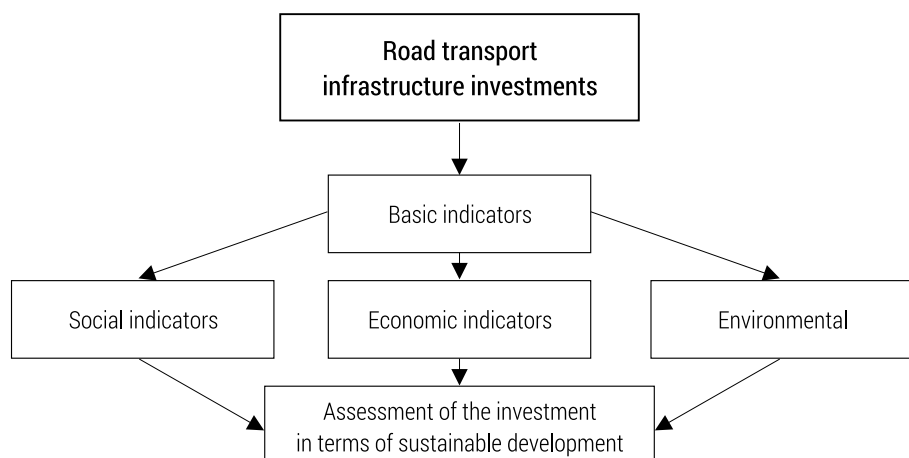 Road transport
infrastructure investments
Basic indicators
Social indicators
Economic indicators
Environmental
Assessment of the investment
in terms of sustainable development